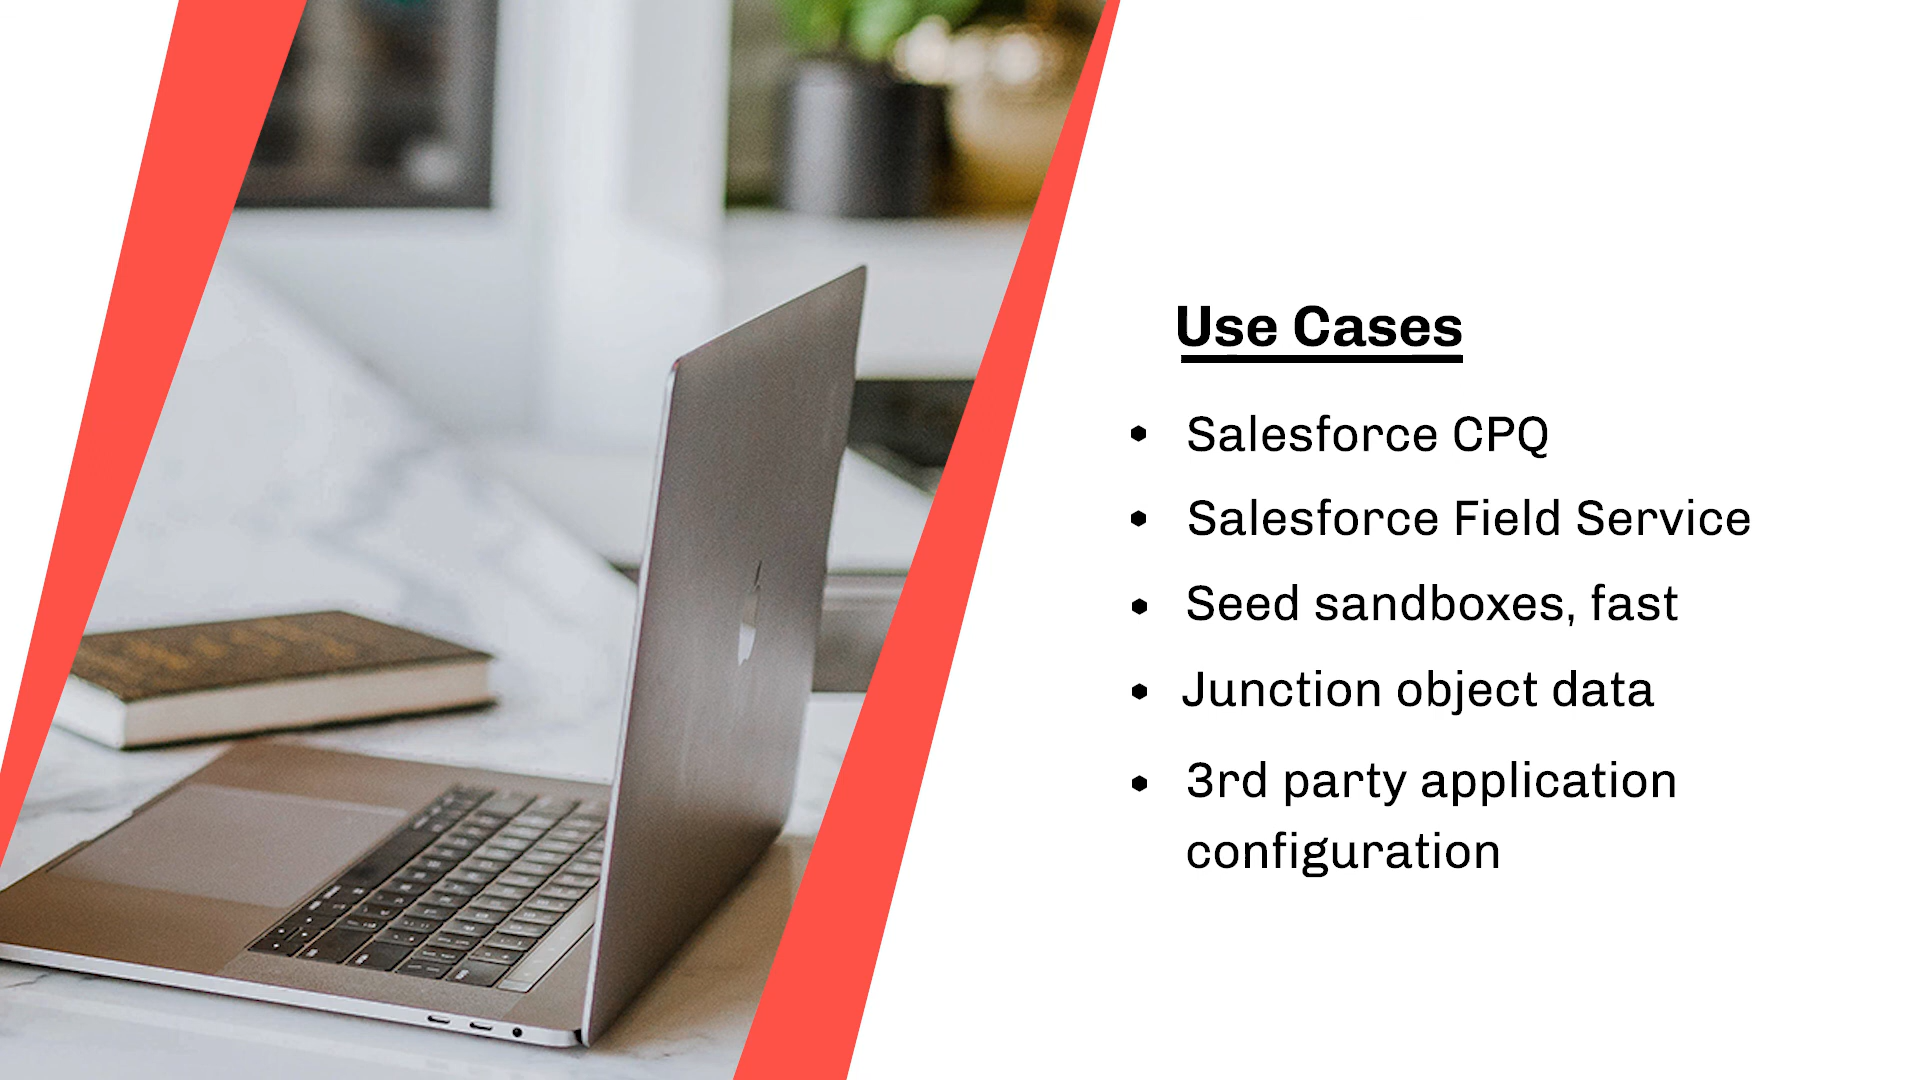 Use Cases
Salesforce CPQ
Salesforce Field Service
Seed sandboxes, fast
Junction object data
3rd party application
configuration